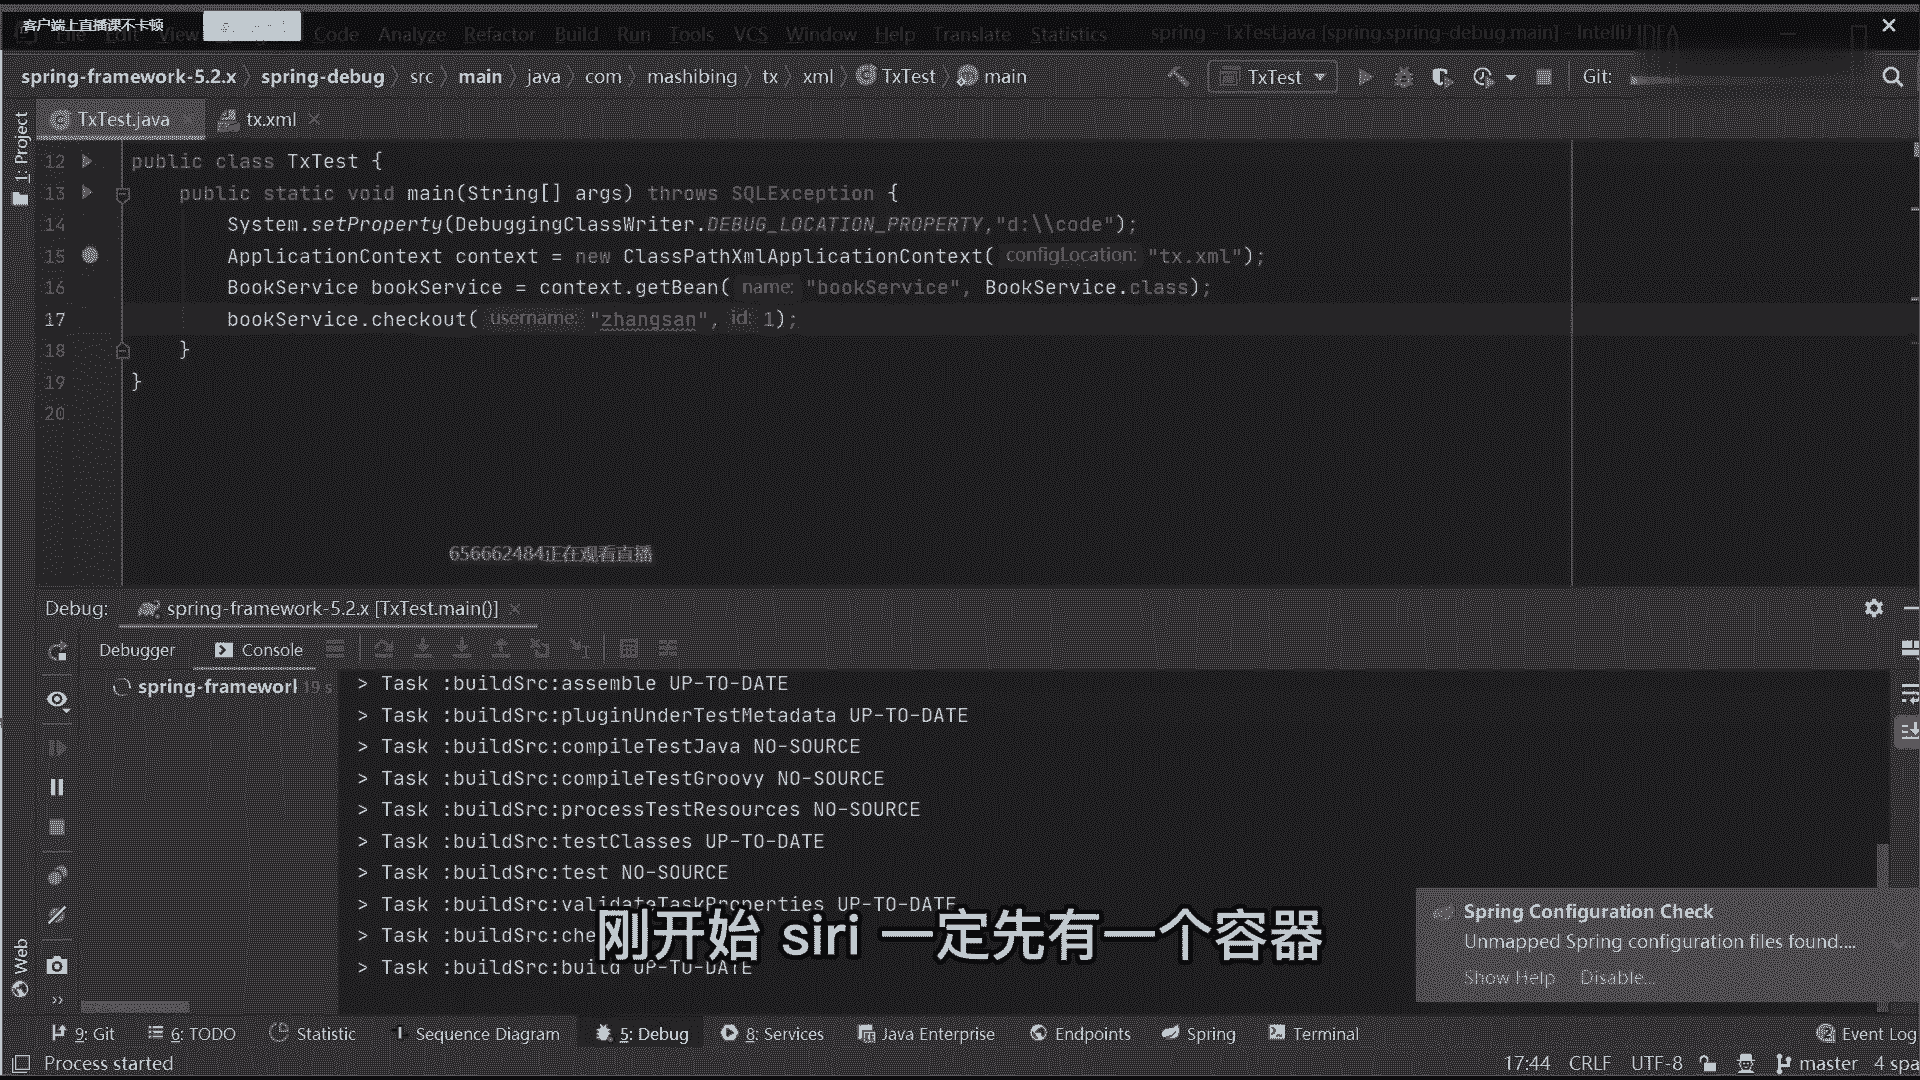 客户端上直播课不卡顿
File Edit View Code Analyze Refactor Build Run Tools VCS Window Help Translate Statistics spring - TxTest.java [spring.spring-debug.main] - IntelliJ IDEA
spring-framework-5.2.x spring-debug src main java com mashibing tx xml TxTest main TxTest Git:
TxTest.java tx.xml
1: Project
12 public class TxTest {
13 public static void main(String[] args) throws SQLException {
14 System.setProperty(DebuggingClassWriter.DEBUG_LOCATION_PROPERTY,"d:\\code");
15 ApplicationContext context = new ClassPathXmlApplicationContext( configLocation: "tx.xml");
16 BookService bookService = context.getBean( name: "bookService", BookService.class);
17 bookService.checkout( username: "zhangsan", id: 1);
18 }
19 }
20
656662484正在观看直播
Debug: spring-framework-5.2.x [TxTest.main()]
Debugger Console
spring-frameworl 19 s
> Task :buildSrc:assemble UP-TO-DATE
> Task :buildSrc:pluginUnderTestMetadata UP-TO-DATE
> Task :buildSrc:compileTestJava NO-SOURCE
> Task :buildSrc:compileTestGroovy NO-SOURCE
> Task :buildSrc:processTestResources NO-SOURCE
> Task :buildSrc:testClasses UP-TO-DATE
> Task :buildSrc:test NO-SOURCE
> Task :buildSrc:validateTaskProperties UP-TO-DATE
> Task :buildSrc:che
> Task :buildSrc:build UP-TO-DATE
刚开始 siri 一定先有一个容器
Spring Configuration Check
Unmapped Spring configuration files found....
Show Help Disable...
Web
9: Git 6: TODO Statistic Sequence Diagram 5: Debug 8: Services Java Enterprise Endpoints Spring Terminal Event Log
Process started 17:44 CRLF UTF-8 master 4 spa